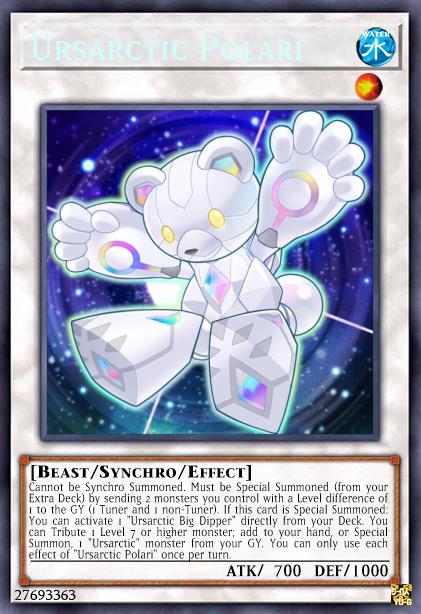 Ursarctic Polari
WATER
水
[Beast/Synchro/Effect]
Cannot be Synchro Summoned. Must be Special Summoned (from your
Extra Deck) by sending 2 monsters you control with a Level difference of
1 to the GY (1 Tuner and 1 non-Tuner). If this card is Special Summoned:
You can activate 1 "Ursarctic Big Dipper" directly from your Deck. You
can Tribute 1 Level 7 or higher monster; add to your hand, or Special
Summon, 1 "Ursarctic" monster from your GY. You can only use each
effect of "Ursarctic Polari" once per turn.
ATK/ 700 DEF/1000
27693363